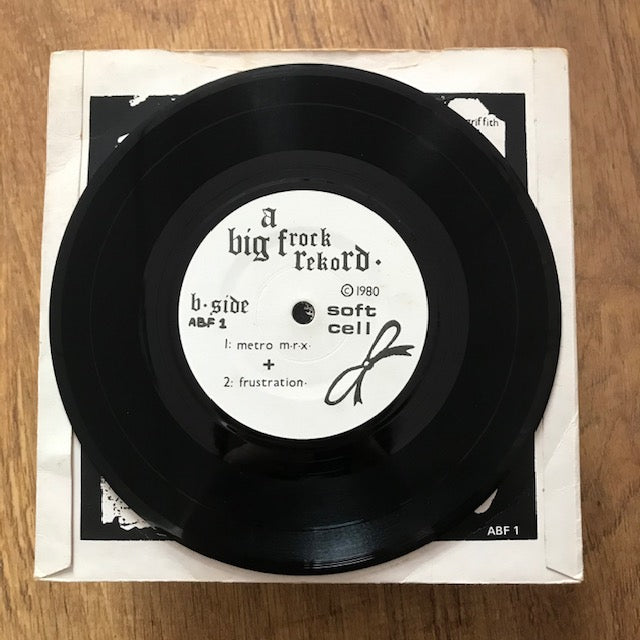 griffith
a
big frock
rekord.
© 1980
b·side
ABF 1
soft
cell
1: metro m·r·x·
+
2: frustration·
ABF 1